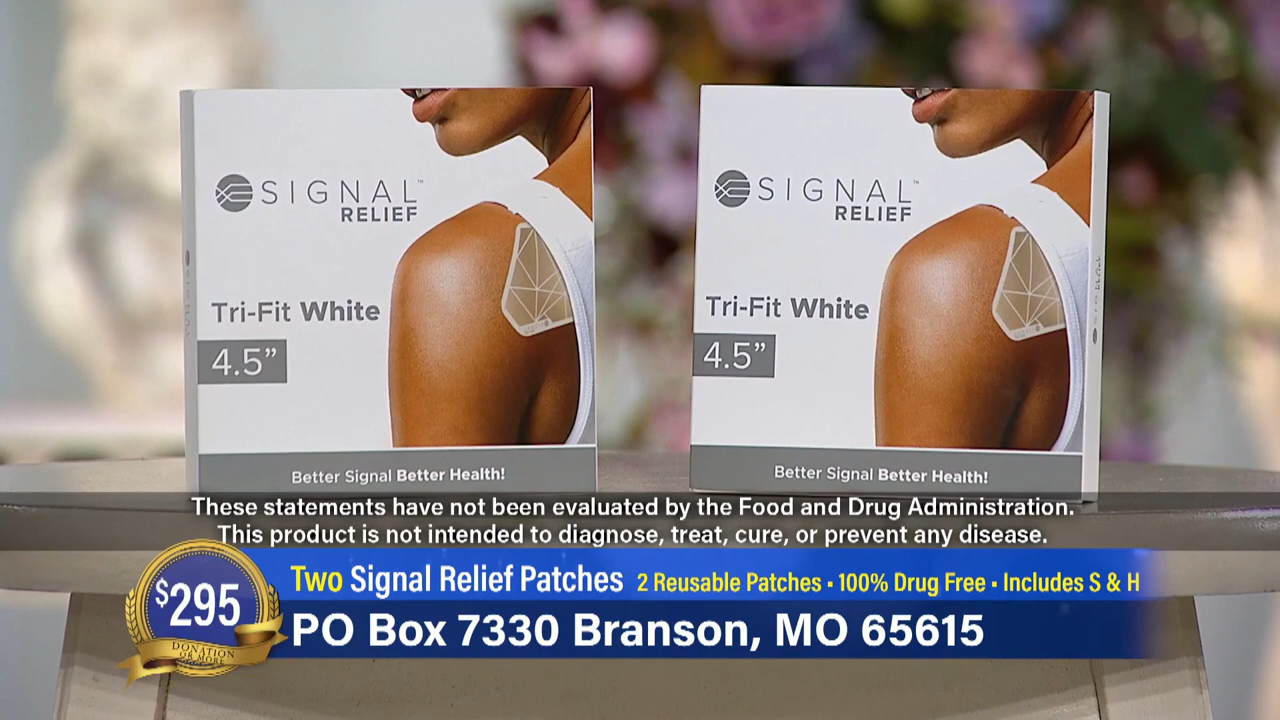 SIGNAL™
RELIEF
Tri-Fit White
4.5”
Better Signal Better Health!
SIGNAL™
RELIEF
Tri-Fit White
4.5”
Better Signal Better Health!
These statements have not been evaluated by the Food and Drug Administration.
This product is not intended to diagnose, treat, cure, or prevent any disease.
$295
DONATION
OR MORE
Two Signal Relief Patches 2 Reusable Patches • 100% Drug Free • Includes S & H
PO Box 7330 Branson, MO 65615